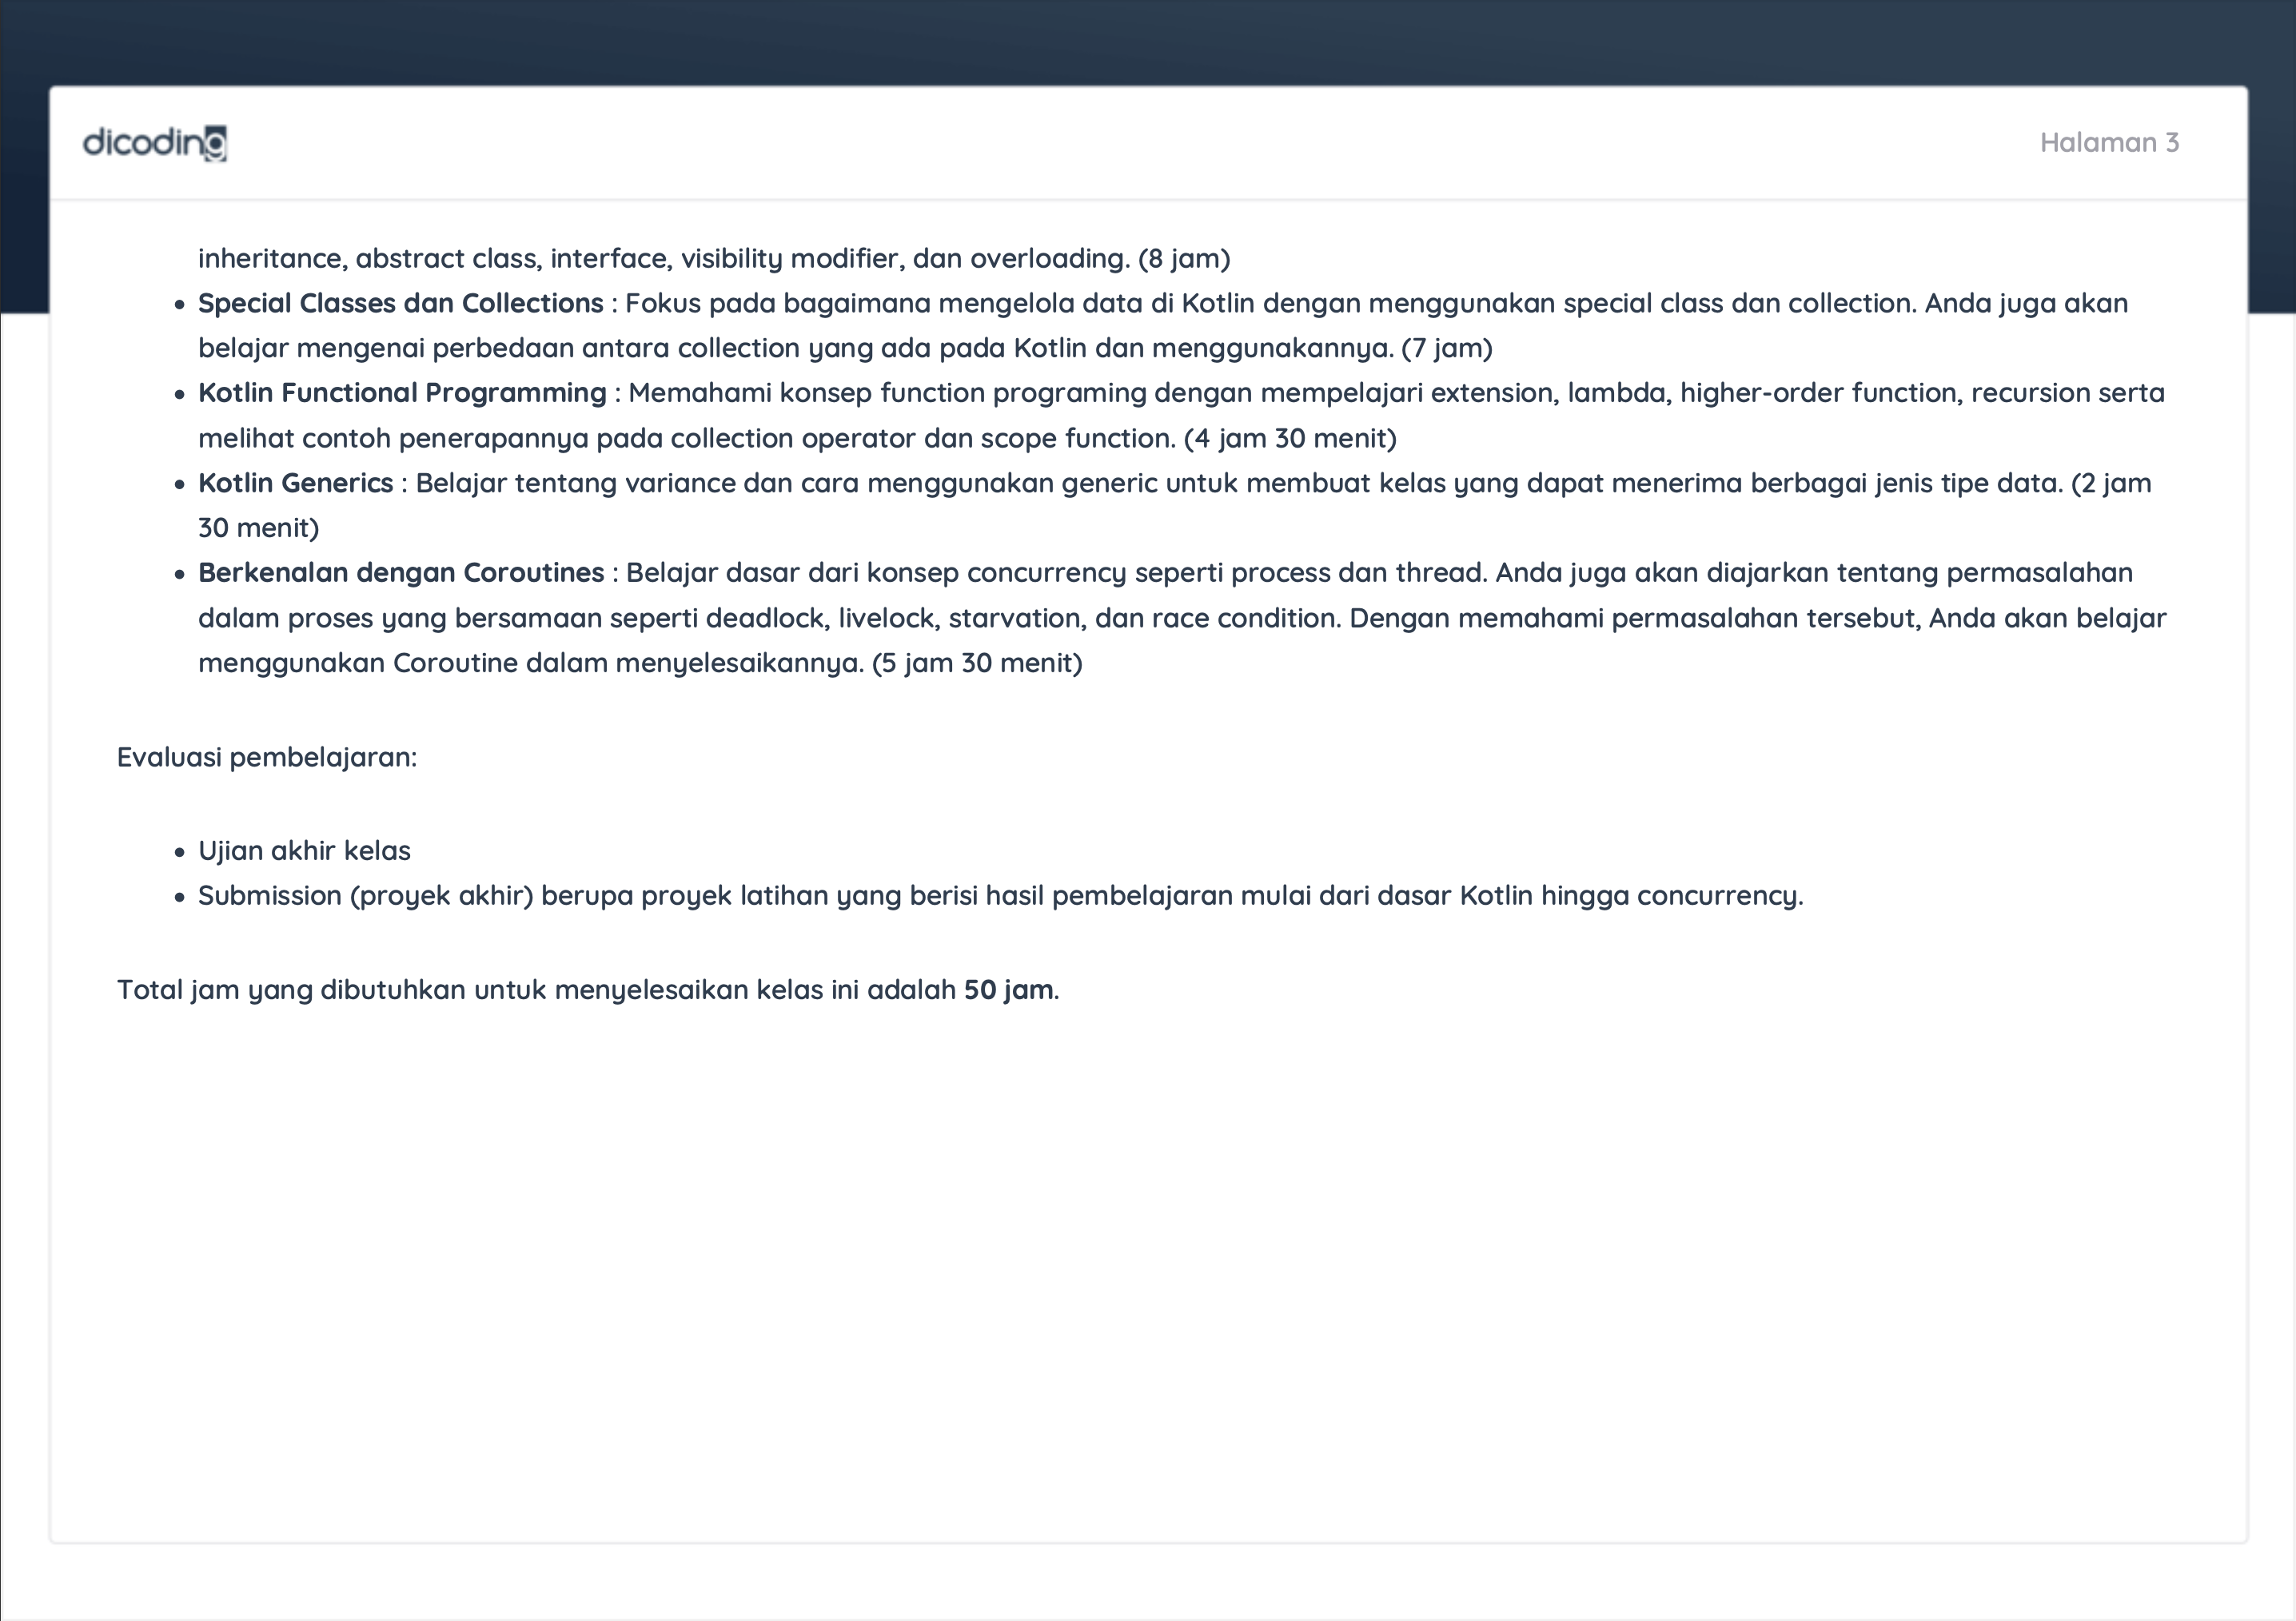 dicoding
Halaman 3
inheritance, abstract class, interface, visibility modifier, dan overloading. (8 jam)
• Special Classes dan Collections : Fokus pada bagaimana mengelola data di Kotlin dengan menggunakan special class dan collection. Anda juga akan
belajar mengenai perbedaan antara collection yang ada pada Kotlin dan menggunakannya. (7 jam)
• Kotlin Functional Programming : Memahami konsep function programing dengan mempelajari extension, lambda, higher-order function, recursion serta
melihat contoh penerapannya pada collection operator dan scope function. (4 jam 30 menit)
• Kotlin Generics : Belajar tentang variance dan cara menggunakan generic untuk membuat kelas yang dapat menerima berbagai jenis tipe data. (2 jam
30 menit)
• Berkenalan dengan Coroutines : Belajar dasar dari konsep concurrency seperti process dan thread. Anda juga akan diajarkan tentang permasalahan
dalam proses yang bersamaan seperti deadlock, livelock, starvation, dan race condition. Dengan memahami permasalahan tersebut, Anda akan belajar
menggunakan Coroutine dalam menyelesaikannya. (5 jam 30 menit)
Evaluasi pembelajaran:
• Ujian akhir kelas
• Submission (proyek akhir) berupa proyek latihan yang berisi hasil pembelajaran mulai dari dasar Kotlin hingga concurrency.
Total jam yang dibutuhkan untuk menyelesaikan kelas ini adalah 50 jam.